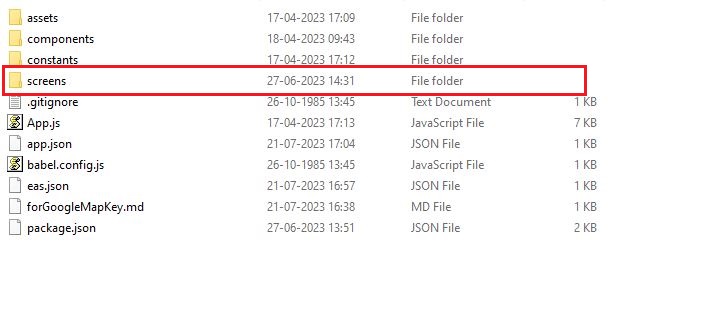 assets 17-04-2023 17:09 File folder
components 18-04-2023 09:43 File folder
constants 17-04-2023 17:12 File folder
screens 27-06-2023 14:31 File folder
.gitignore 26-10-1985 13:45 Text Document 1 KB
App.js 17-04-2023 17:13 JavaScript File 7 KB
app.json 21-07-2023 17:04 JSON File 1 KB
babel.config.js 26-10-1985 13:45 JavaScript File 1 KB
eas.json 21-07-2023 16:57 JSON File 1 KB
forGoogleMapKey.md 21-07-2023 16:38 MD File 1 KB
package.json 27-06-2023 13:51 JSON File 2 KB